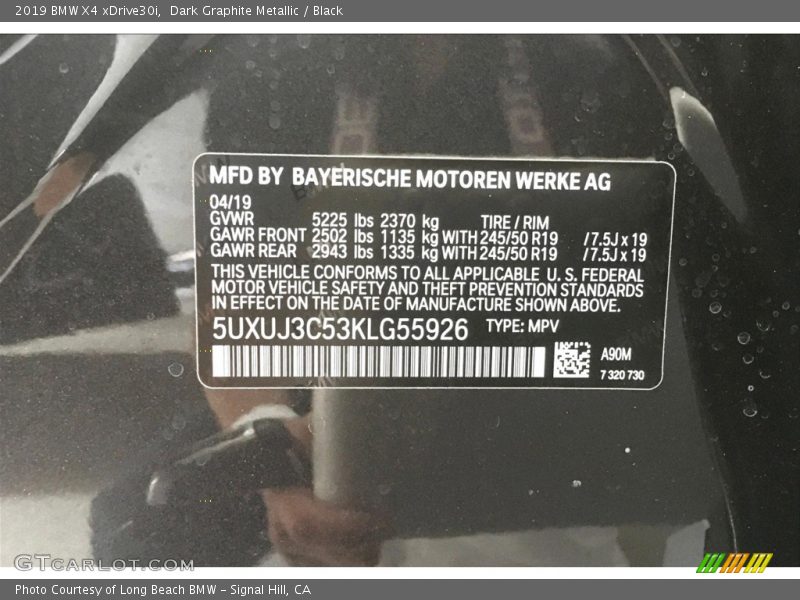 2019 BMW X4 xDrive30i, Dark Graphite Metallic / Black
MFD BY BAYERISCHE MOTOREN WERKE AG
04/19
GVWR 5225 lbs 2370 kg TIRE / RIM
GAWR FRONT 2502 lbs 1135 kg WITH 245/50 R19 /7.5J x 19
GAWR REAR 2943 lbs 1335 kg WITH 245/50 R19 /7.5J x 19
THIS VEHICLE CONFORMS TO ALL APPLICABLE U. S. FEDERAL
MOTOR VEHICLE SAFETY AND THEFT PREVENTION STANDARDS
IN EFFECT ON THE DATE OF MANUFACTURE SHOWN ABOVE.
5UXUJ3C53KLG55926 TYPE: MPV
A90M
7 320 730
GTCARLOT.COM
Photo Courtesy of Long Beach BMW - Signal Hill, CA